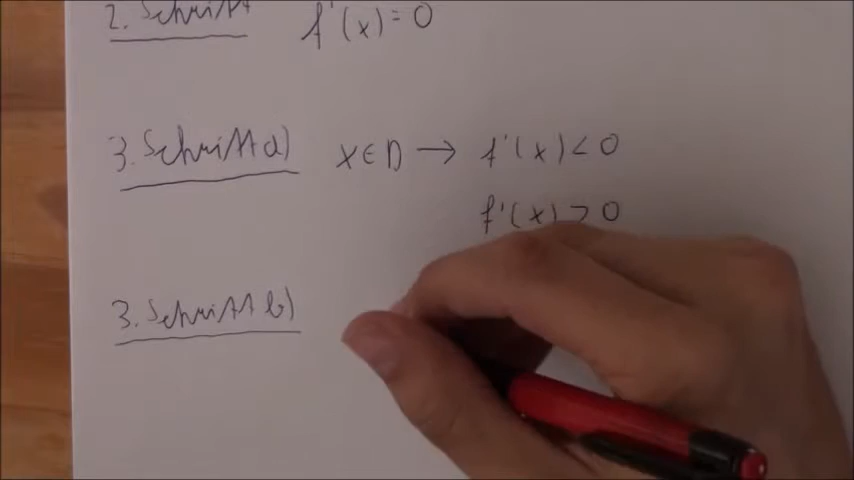 2. Schritt f'(x) = 0
3. Schritt a) x ∈ D → f'(x) < 0
f'(x) > 0
3. Schritt b)